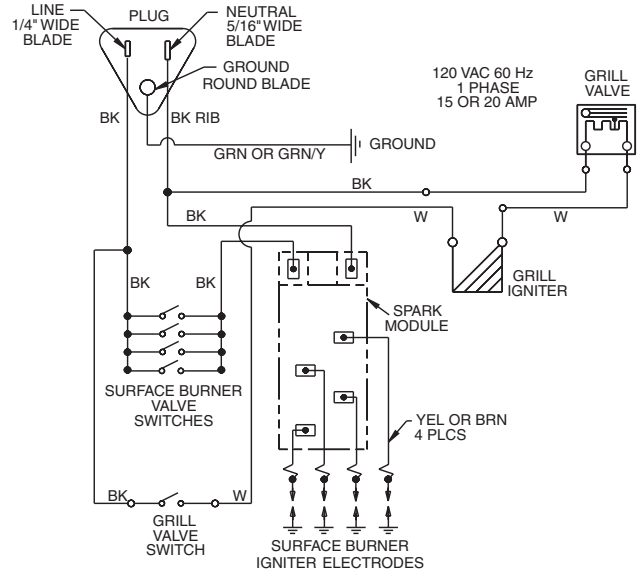 LINE
1/4" WIDE
BLADE
PLUG
NEUTRAL
5/16" WIDE
BLADE
GROUND
ROUND BLADE
120 VAC 60 Hz
1 PHASE
15 OR 20 AMP
GRILL
VALVE
BK
BK RIB
GRN OR GRN/Y
GROUND
BK
BK
W
W
BK
BK
GRILL
IGNITER
SPARK
MODULE
SURFACE BURNER
VALVE
SWITCHES
YEL OR BRN
4 PLCS
BK
W
GRILL
VALVE
SWITCH
SURFACE BURNER
IGNITER ELECTRODES